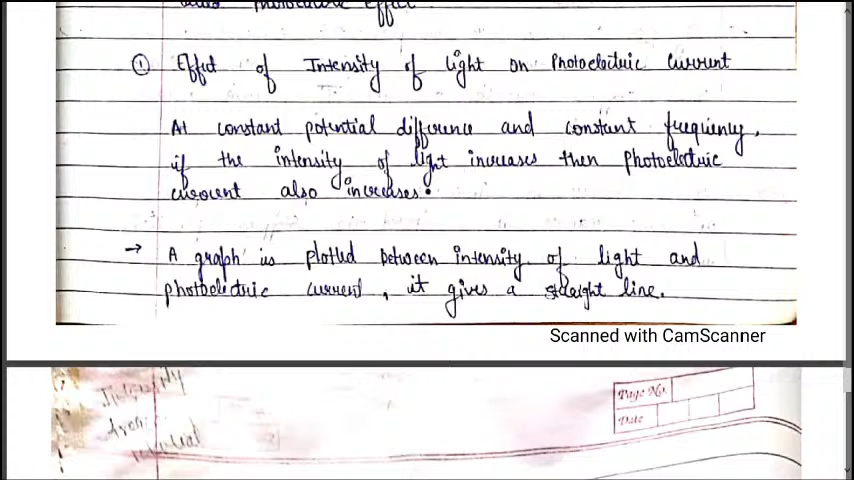 ① Effect of Intensity of light on Photoelectric current
At constant potential difference and constant frequency,
if the intensity of light increases then photoelectric
current also increases.
→ A graph is plotted between intensity of light and
photoelectric current, it gives a straight line.
Scanned with CamScanner
Intensity
Page No.
Date